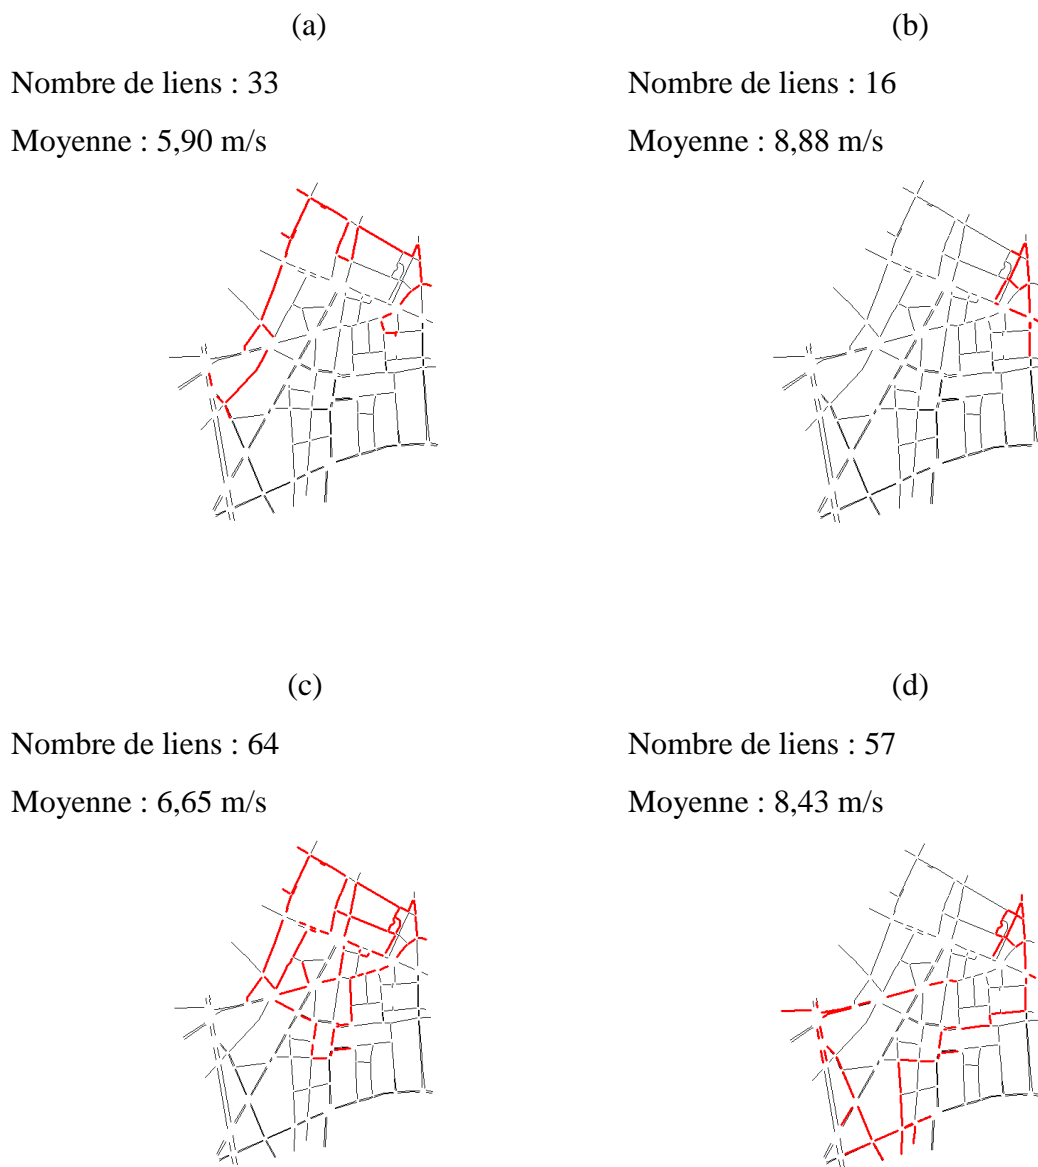 (a)
Nombre de liens : 33
Moyenne : 5,90 m/s
(b)
Nombre de liens : 16
Moyenne : 8,88 m/s
(c)
Nombre de liens : 64
Moyenne : 6,65 m/s
(d)
Nombre de liens : 57
Moyenne : 8,43 m/s